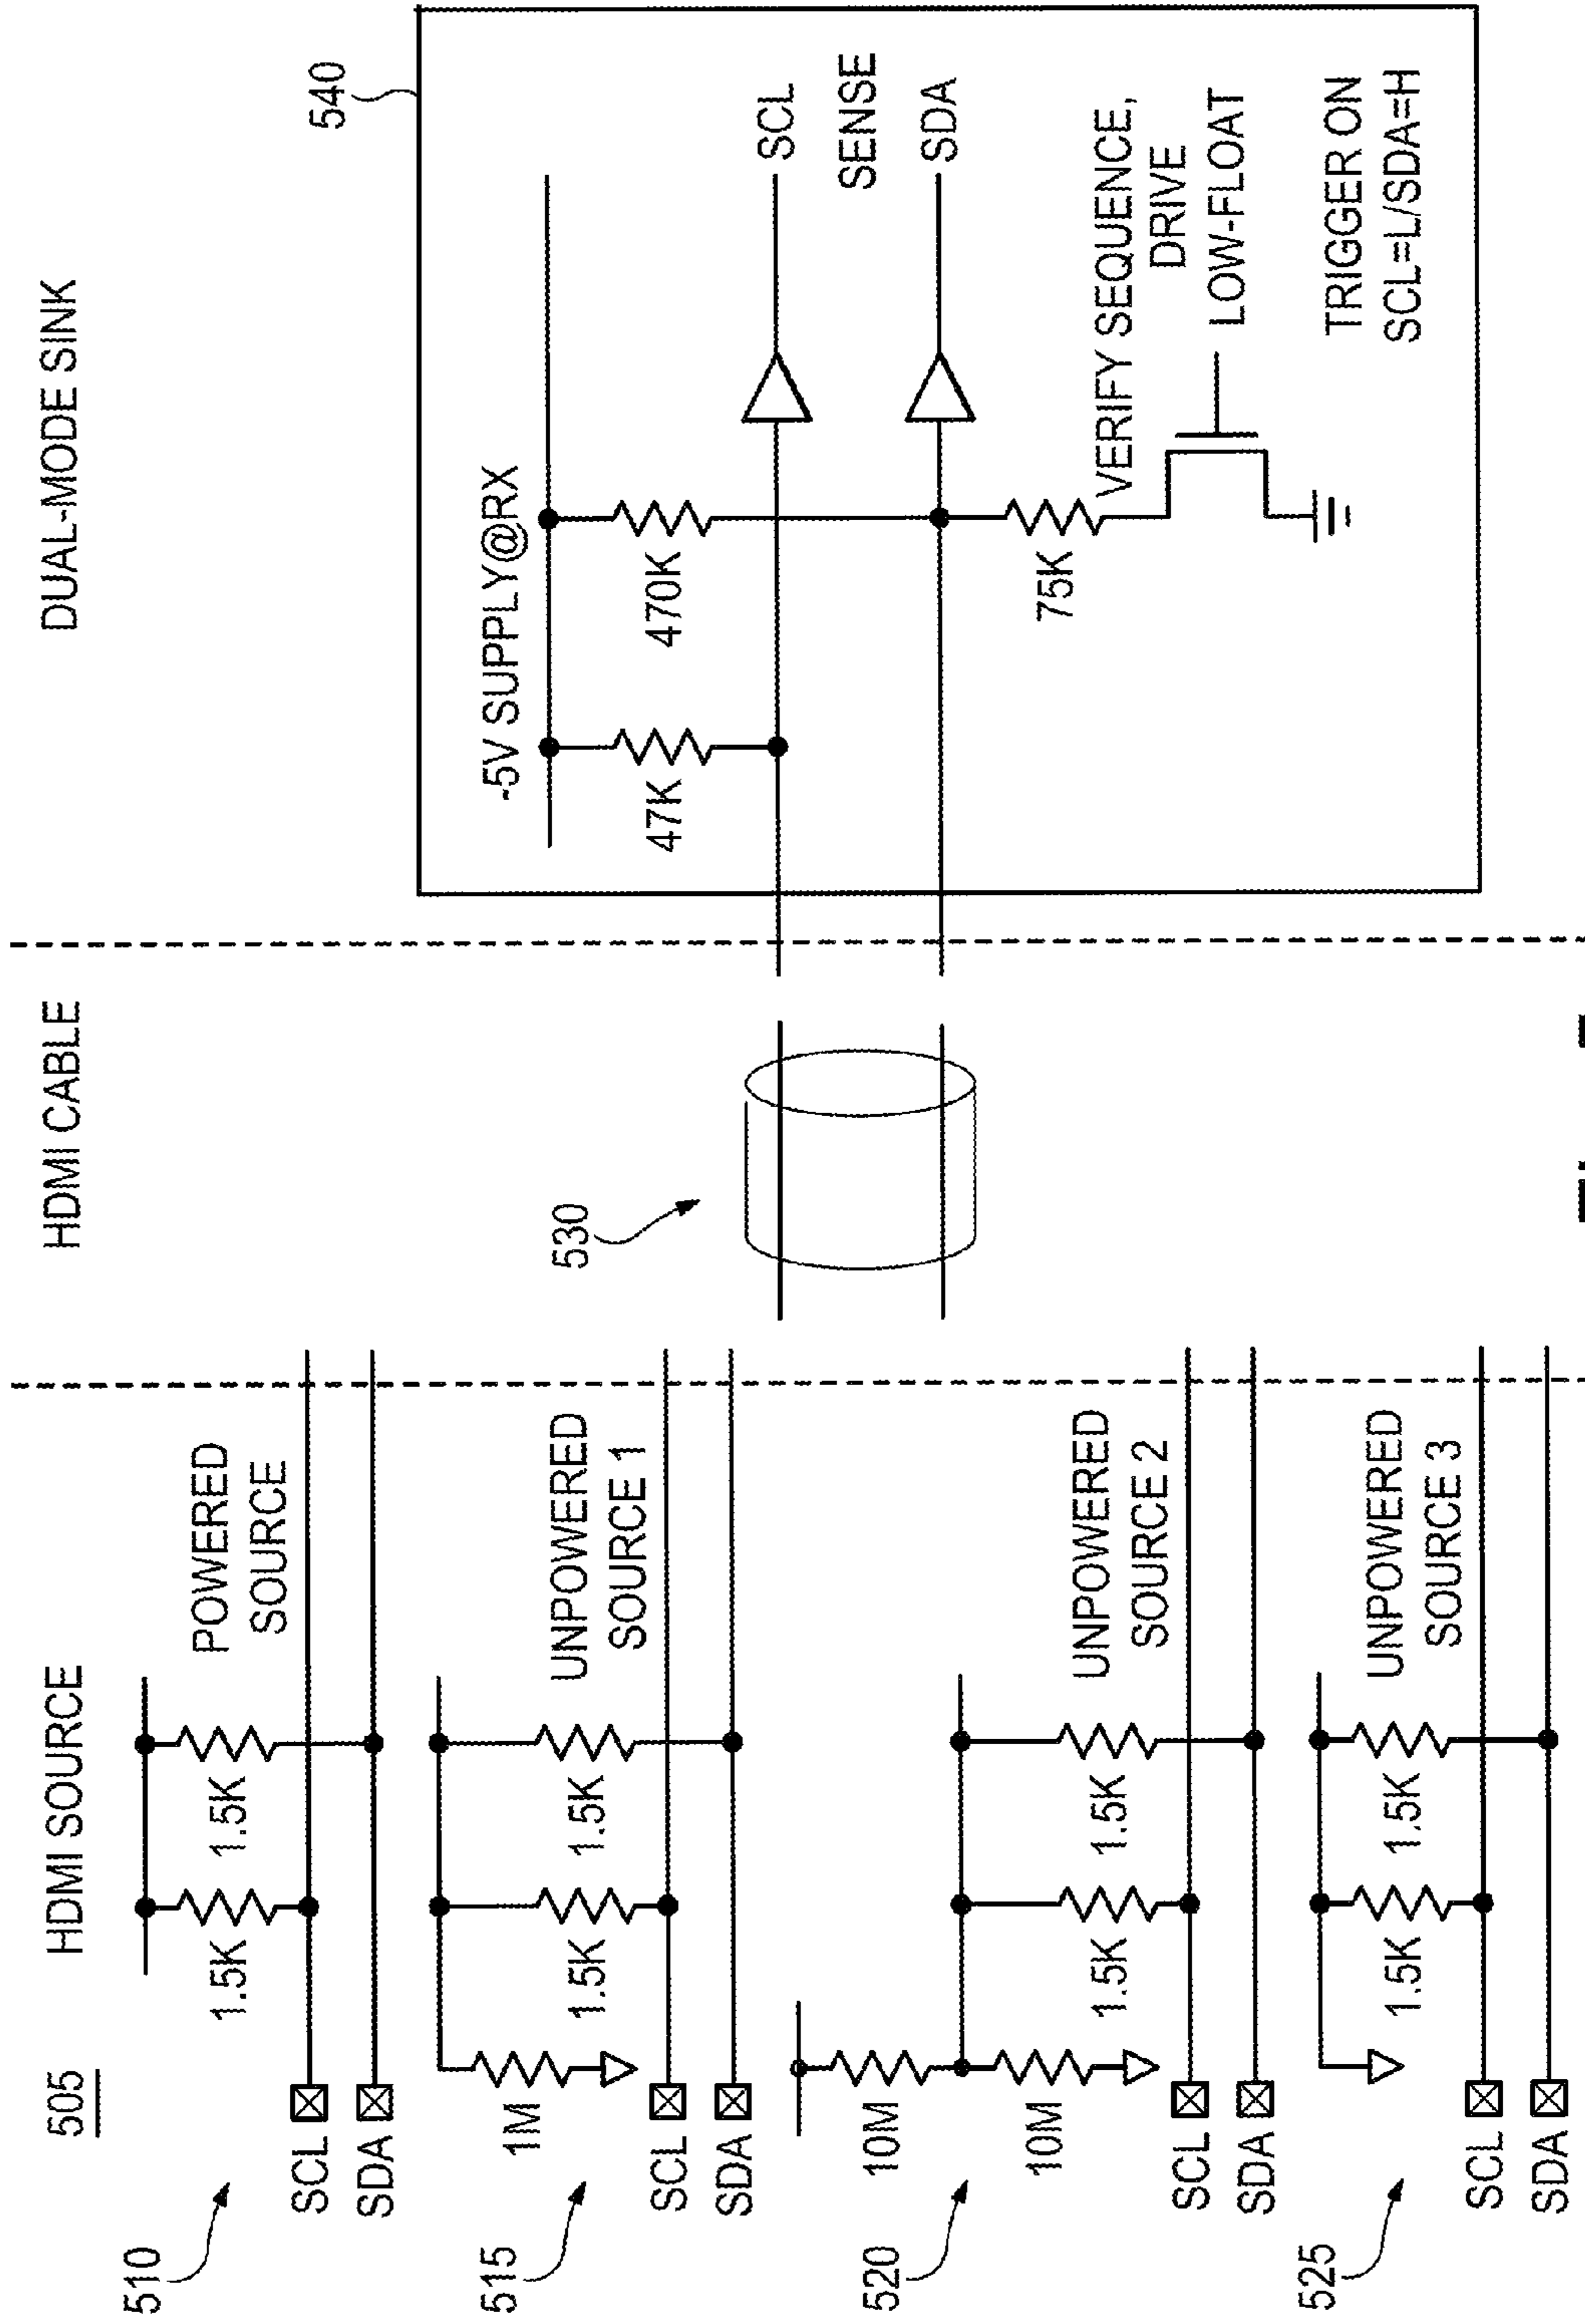 505
HDMI SOURCE
HDMI CABLE
DUAL-MODE SINK
510
1.5K
1.5K
POWERED
SOURCE
SCL
SDA
515
1M
1.5K
1.5K
UNPOWERED
SOURCE 1
SCL
SDA
520
10M
10M
1.5K
1.5K
UNPOWERED
SOURCE 2
SCL
SDA
525
1.5K
1.5K
UNPOWERED
SOURCE 3
SCL
SDA
530
540
-5V SUPPLY@RX
47K
470K
SCL
SENSE
SDA
75K
VERIFY SEQUENCE,
DRIVE
LOW-FLOAT
TRIGGER ON
SCL=L/SDA=H